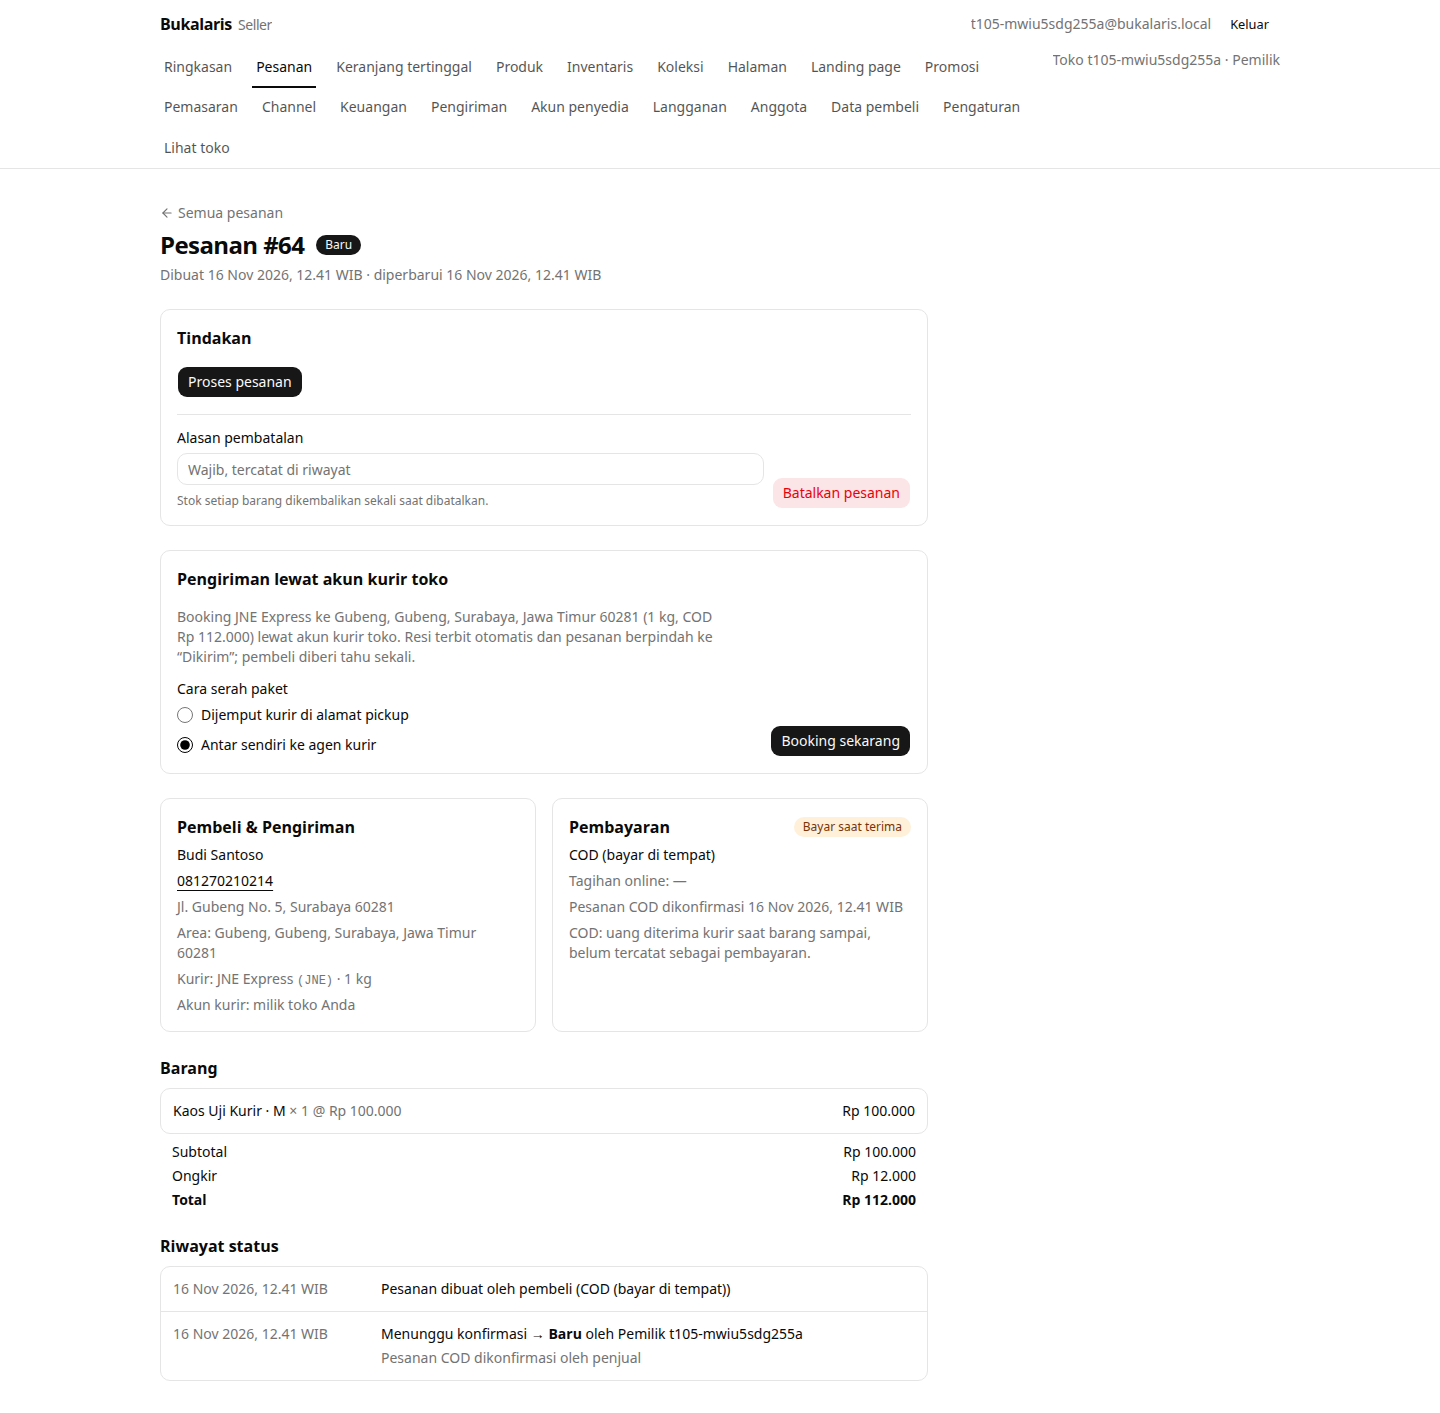 Bukalaris Seller
t105-mwiu5sdg255a@bukalaris.local Keluar
Ringkasan Pesanan Keranjang tertinggal Produk Inventaris Koleksi Halaman Landing page Promosi
Toko t105-mwiu5sdg255a · Pemilik
Pemasaran Channel Keuangan Pengiriman Akun penyedia Langganan Anggota Data pembeli Pengaturan
Lihat toko
← Semua pesanan
Pesanan #64 Baru
Dibuat 16 Nov 2026, 12.41 WIB · diperbarui 16 Nov 2026, 12.41 WIB
Tindakan
Proses pesanan
Alasan pembatalan
Wajib, tercatat di riwayat
Stok setiap barang dikembalikan sekali saat dibatalkan.
Batalkan pesanan
Pengiriman lewat akun kurir toko
Booking JNE Express ke Gubeng, Gubeng, Surabaya, Jawa Timur 60281 (1 kg, COD
Rp 112.000) lewat akun kurir toko. Resi terbit otomatis dan pesanan berpindah ke
“Dikirim”; pembeli diberi tahu sekali.
Cara serah paket
Dijemput kurir di alamat pickup
Antar sendiri ke agen kurir
Booking sekarang
Pembeli & Pengiriman
Budi Santoso
081270210214
Jl. Gubeng No. 5, Surabaya 60281
Area: Gubeng, Gubeng, Surabaya, Jawa Timur
60281
Kurir: JNE Express (JNE) · 1 kg
Akun kurir: milik toko Anda
Pembayaran Bayar saat terima
COD (bayar di tempat)
Tagihan online: —
Pesanan COD dikonfirmasi 16 Nov 2026, 12.41 WIB
COD: uang diterima kurir saat barang sampai,
belum tercatat sebagai pembayaran.
Barang
Kaos Uji Kurir · M × 1 @ Rp 100.000 Rp 100.000
Subtotal Rp 100.000
Ongkir Rp 12.000
Total Rp 112.000
Riwayat status
16 Nov 2026, 12.41 WIB Pesanan dibuat oleh pembeli (COD (bayar di tempat))
16 Nov 2026, 12.41 WIB Menunggu konfirmasi → Baru oleh Pemilik t105-mwiu5sdg255a
Pesanan COD dikonfirmasi oleh penjual